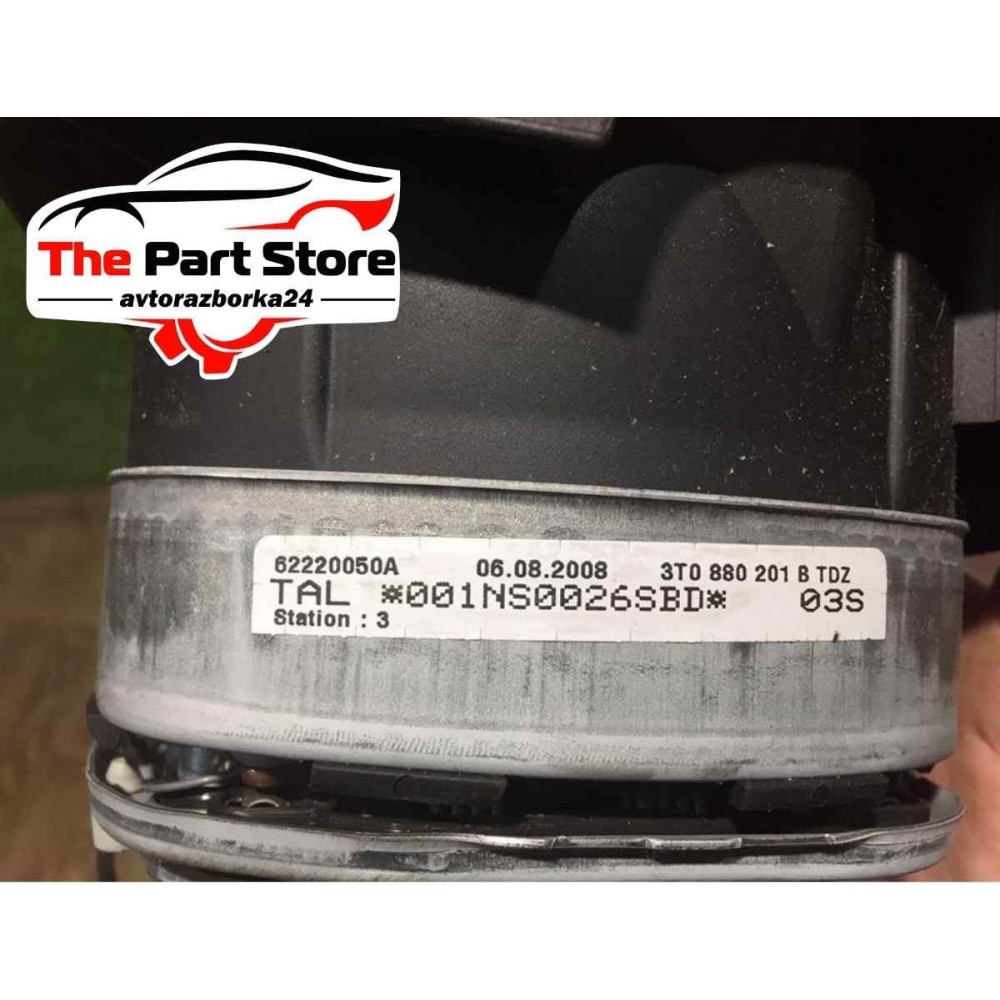 The Part Store
avtorazborka24
62220050A 06.08.2008 3T0 880 201 B TDZ
TAL *001NS0026SBD* 03S
Station : 3